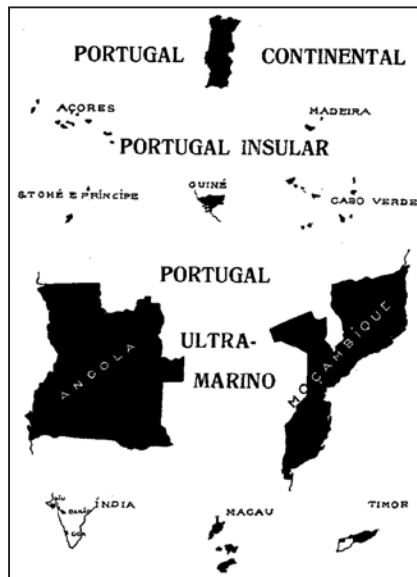 PORTUGAL CONTINENTAL
AÇORES
MADEIRA
PORTUGAL INSULAR
S. TOMÉ E PRÍNCIPE
GUINÉ
CABO VERDE
PORTUGAL
ULTRA-
MARINO
ANGOLA
MOÇAMBIQUE
ÍNDIA
DIU
DAMÃO
GOA
MACAU
TIMOR